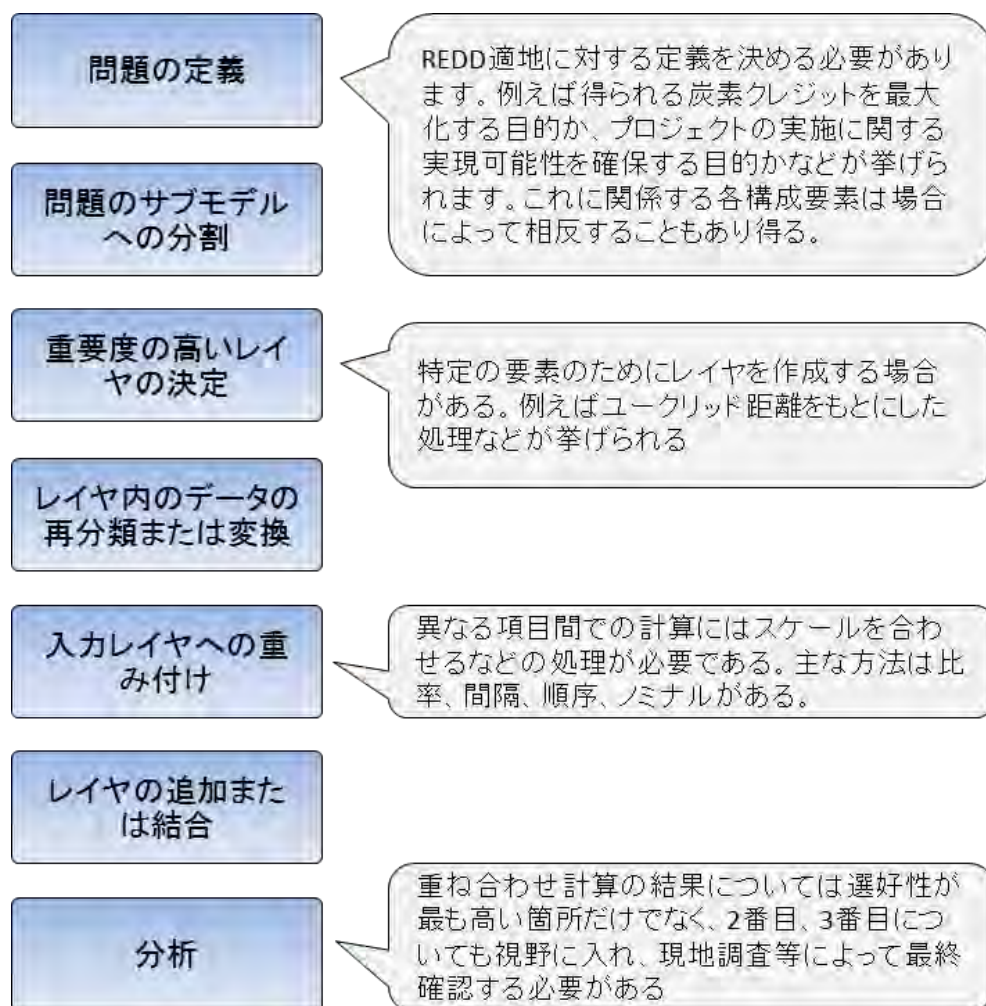 問題の定義
REDD適地に対する定義を決める必要があり
ます。例えば得られる炭素クレジットを最大
化する目的か、プロジェクトの実施に関する
実現可能性を確保する目的かなどが挙げら
れます。これに関係する各構成要素は場合
によって相反することもあり得る。
問題のサブモデル
への分割
重要度の高いレイ
ヤの決定
特定の要素のためにレイヤを作成する場合
がある。例えばユークリッド距離をもとにした
処理などが挙げられる
レイヤ内のデータの
再分類または変換
入力レイヤへの重
み付け
異なる項目間での計算にはスケールを合わ
せるなどの処理が必要である。主な方法は比
率、間隔、順序、ノミナルがある。
レイヤの追加また
は結合
分析
重ね合わせ計算の結果については選好性が
最も高い箇所だけでなく、2番目、3番目につ
いても視野に入れ、現地調査等によって最終
確認する必要がある